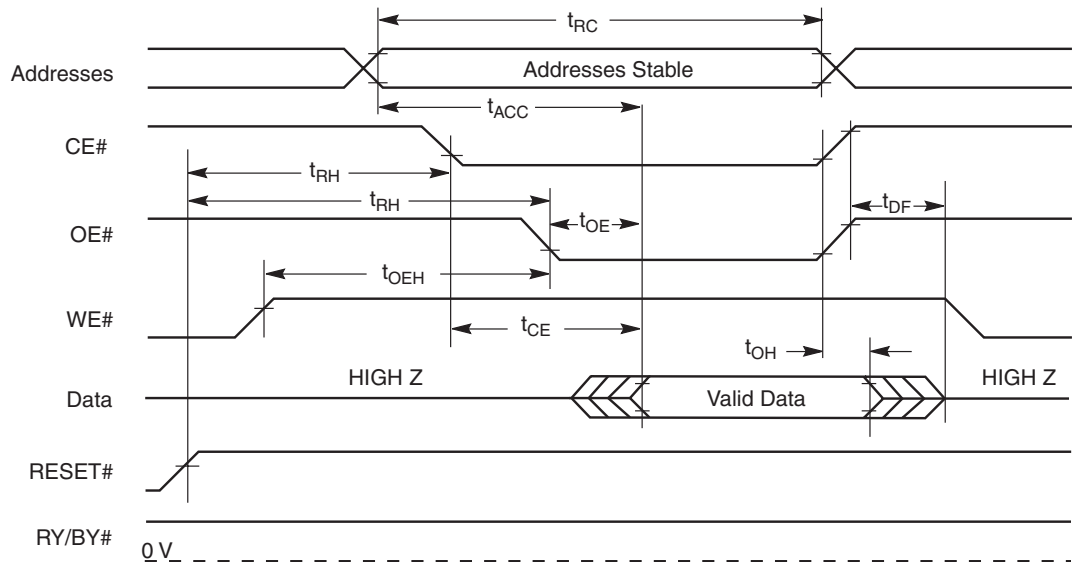 tRC
Addresses
Addresses Stable
tACC
CE#
tRH
tRH
tDF
OE#
tOE
tOEH
WE#
tCE
tOH
HIGH Z
HIGH Z
Data
Valid Data
RESET#
RY/BY#
0 V